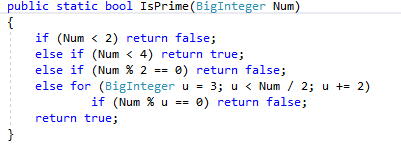 public static bool IsPrime(BigInteger Num)
{
if (Num < 2) return false;
else if (Num < 4) return true;
else if (Num % 2 == 0) return false;
else for (BigInteger u = 3; u < Num / 2; u += 2)
if (Num % u == 0) return false;
return true;
}